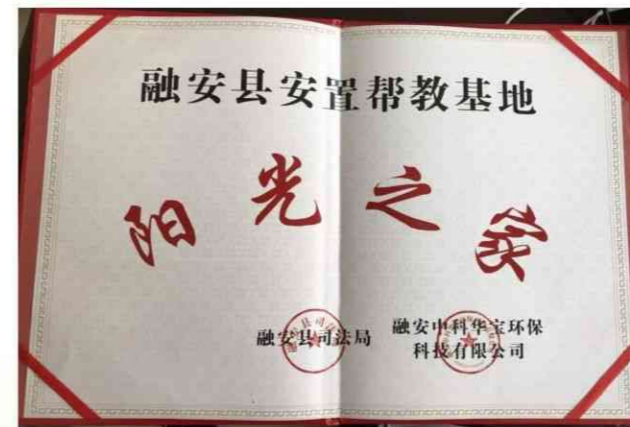 融安县安置帮教基地
阳光之家
融安县司法局
融安中科华宝环保
科技有限公司